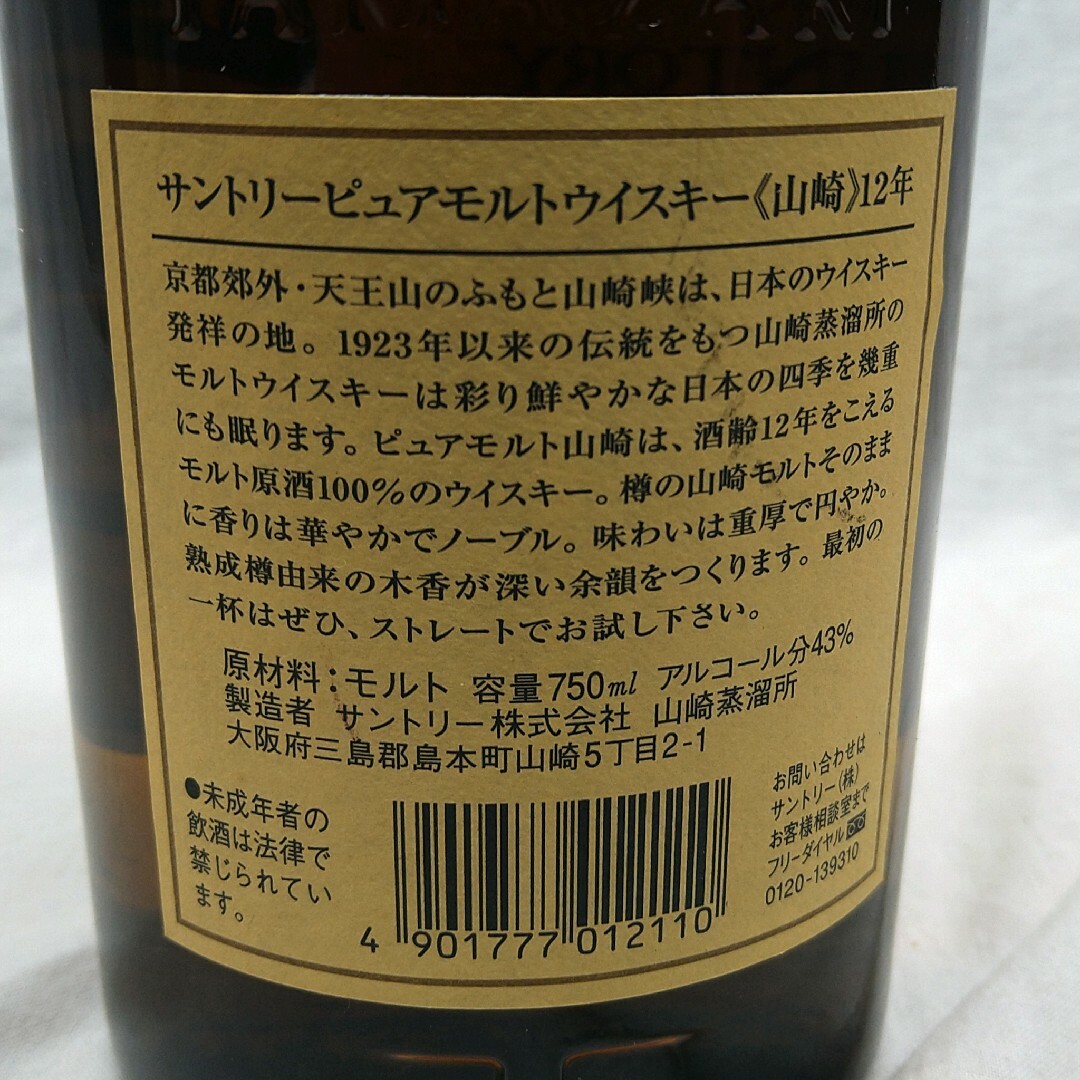 サントリーピュアモルトウイスキー《山崎》12年
京都郊外・天王山のふもと山崎峡は、日本のウイスキー
発祥の地。1923年以来の伝統をもつ山崎蒸溜所の
モルトウイスキーは彩り鮮やかな日本の四季を幾重
にも眠ります。ピュアモルト山崎は、酒齢12年をこえる
モルト原酒100%のウイスキー。樽の山崎モルトそのまま
に香りは華やかでノーブル。味わいは重厚で円やか。
熟成樽由来の木香が深い余韻をつくります。最初の
一杯はぜひ、ストレートでお試し下さい。
原材料:モルト 容量750ml アルコール分43%
製造者 サントリー株式会社 山崎蒸溜所
大阪府三島郡島本町山崎5丁目2-1
●未成年者の
飲酒は法律で
禁じられてい
ます。
4 901777 012110
お問い合わせは
サントリー(株)
お客様相談室まで
フリーダイヤル
0120-139310